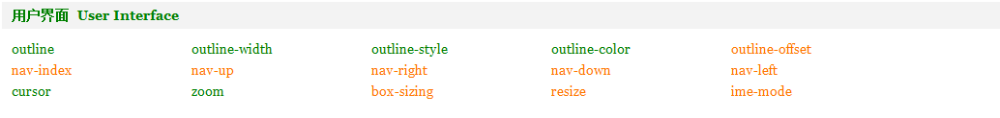 用户界面 User Interface
outline outline-width outline-style outline-color outline-offset
nav-index nav-up nav-right nav-down nav-left
cursor zoom box-sizing resize ime-mode